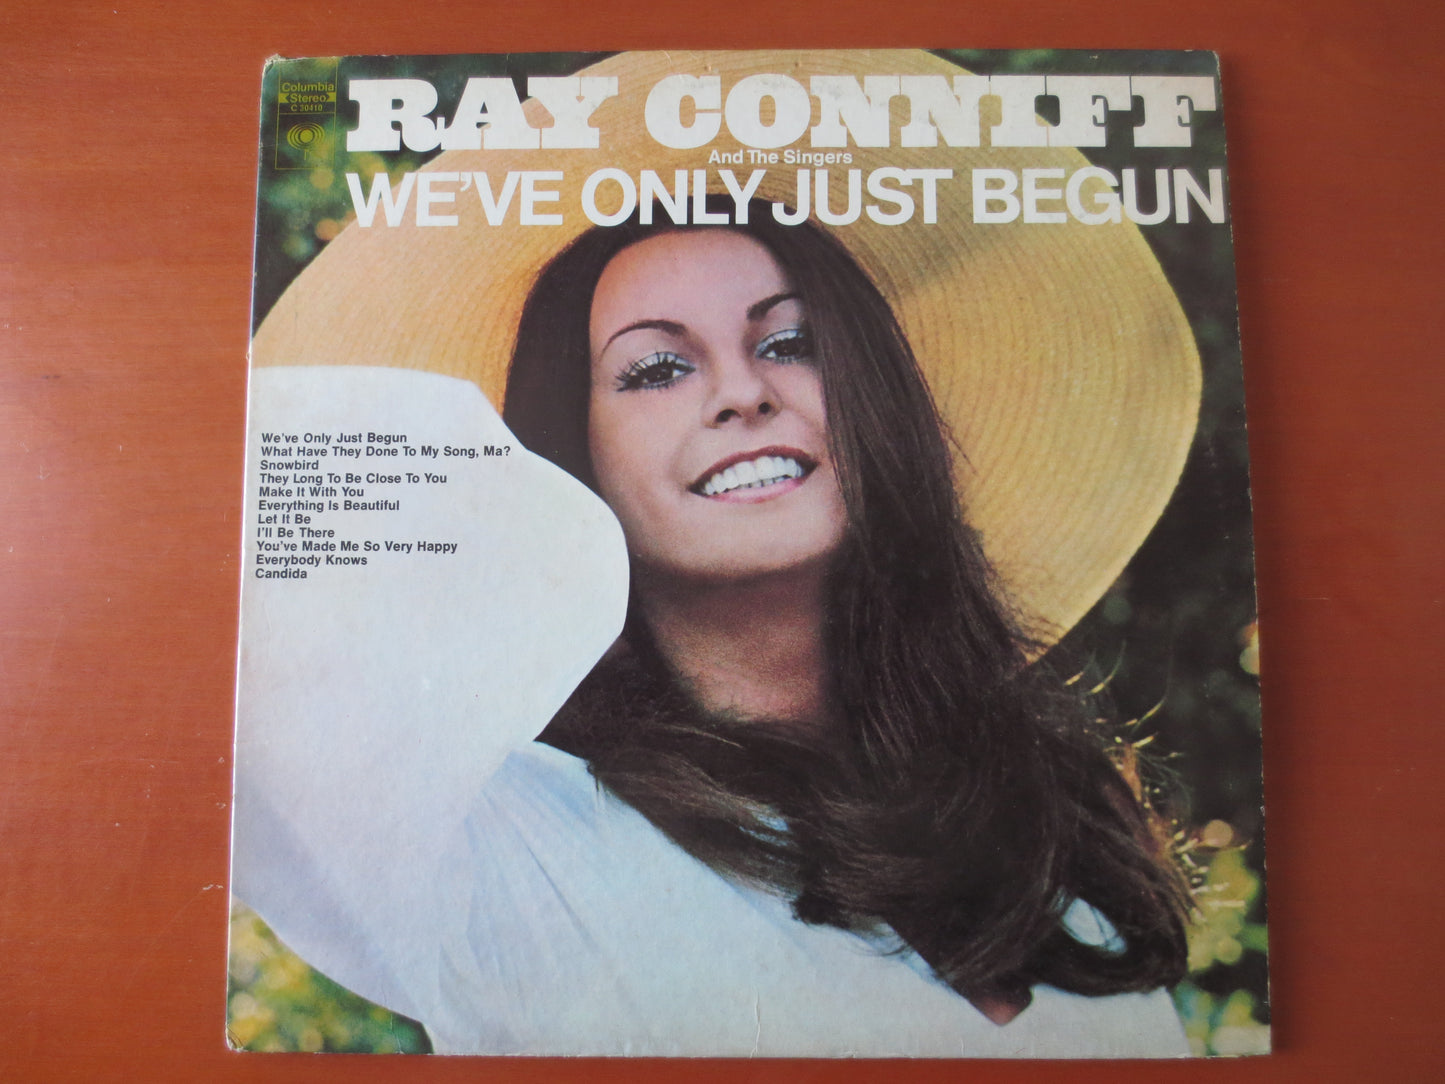 Columbia
Stereo
C 30410
RAY CONNIFF
And The Singers
WE'VE ONLY JUST BEGUN
We've Only Just Begun
What Have They Done To My Song, Ma?
Snowbird
They Long To Be Close To You
Make It With You
Everything Is Beautiful
Let It Be
I'll Be There
You've Made Me So Very Happy
Everybody Knows
Candida